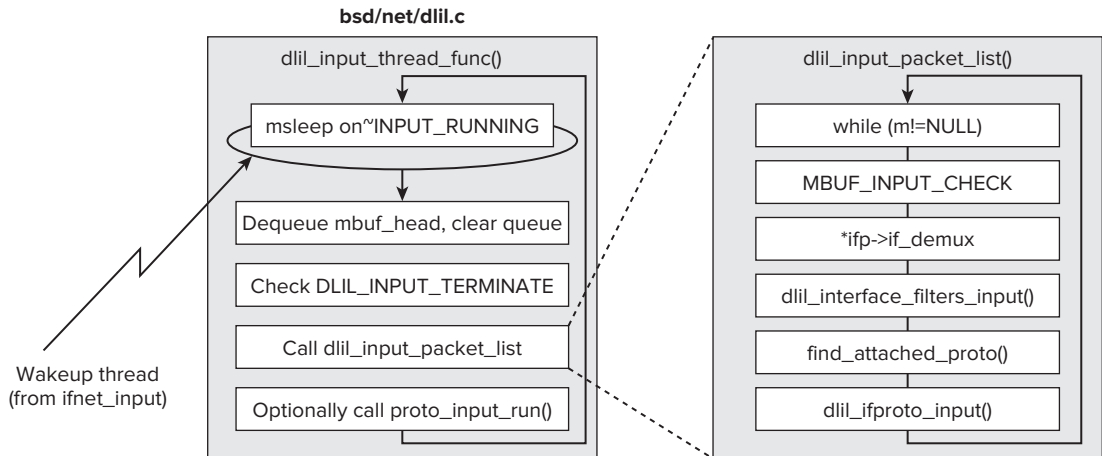 bsd/net/dlil.c
dlil_input_thread_func()
msleep on~INPUT_RUNNING
Dequeue mbuf_head, clear queue
Check DLIL_INPUT_TERMINATE
Call dlil_input_packet_list
Optionally call proto_input_run()
Wakeup thread
(from ifnet_input)
dlil_input_packet_list()
while (m!=NULL)
MBUF_INPUT_CHECK
*ifp->if_demux
dlil_interface_filters_input()
find_attached_proto()
dlil_ifproto_input()